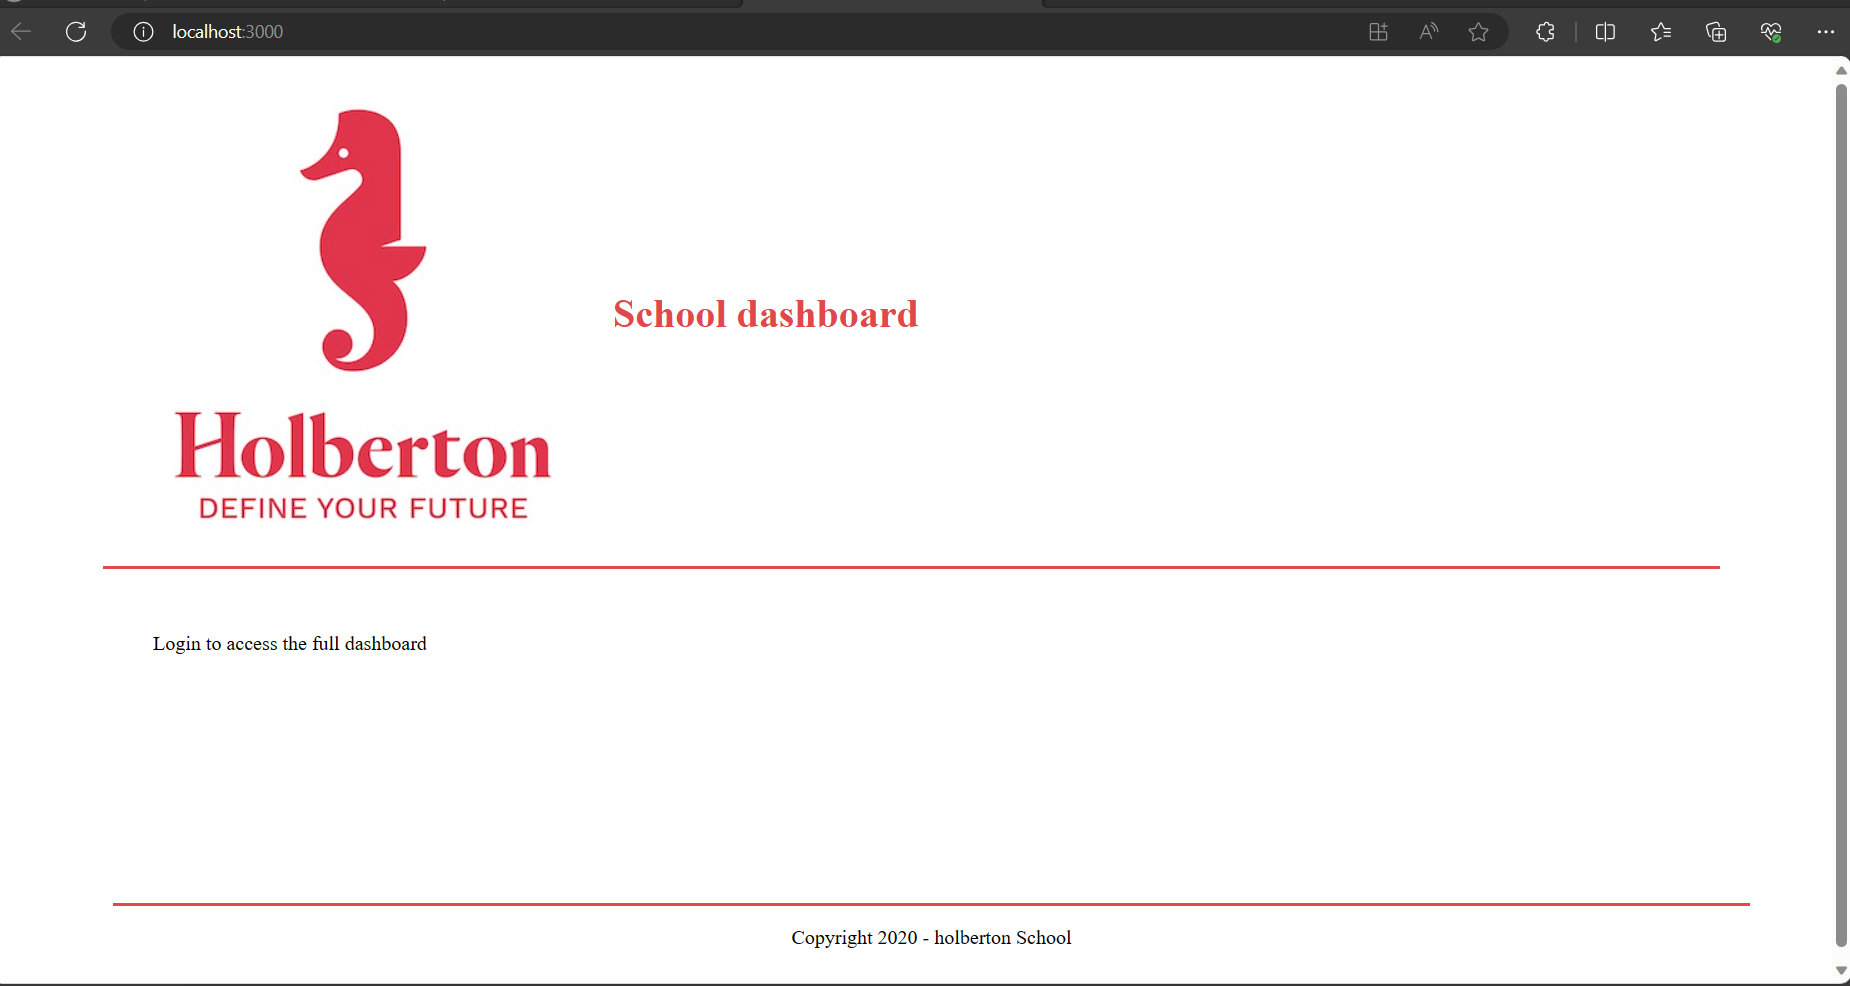 localhost:3000
School dashboard
Holberton
DEFINE YOUR FUTURE
Login to access the full dashboard
Copyright 2020 - holberton School